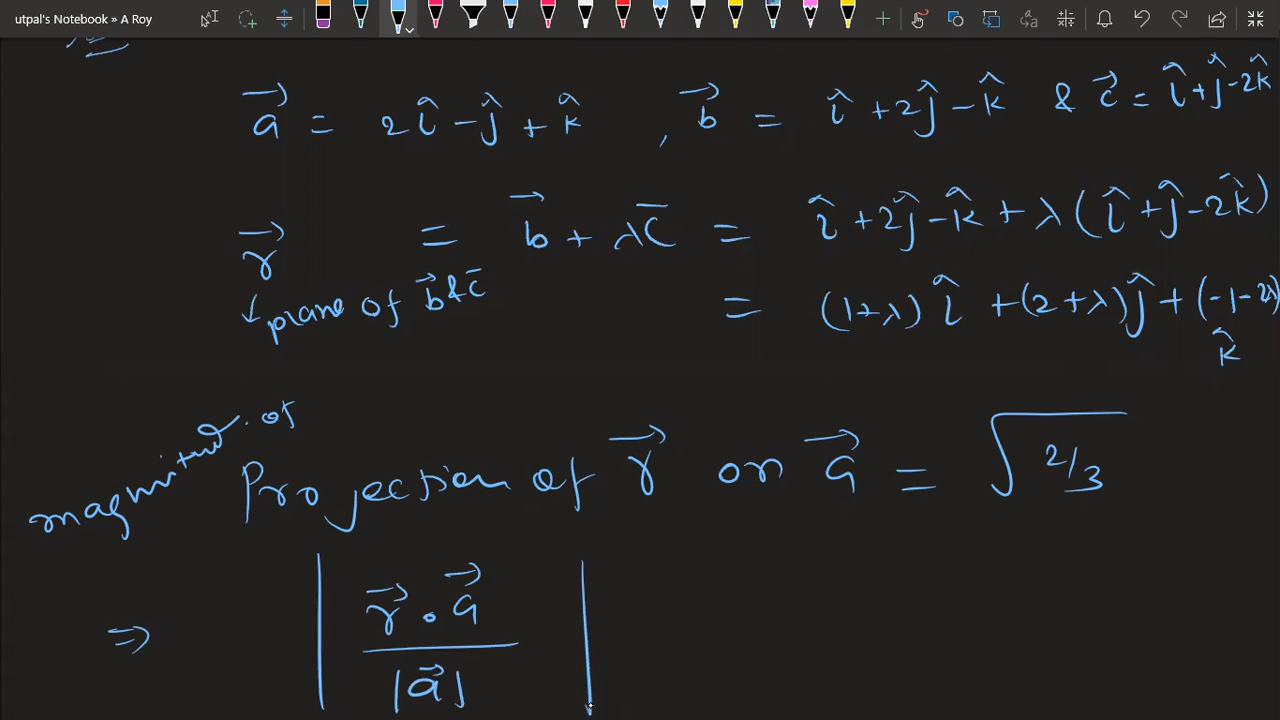 utpal's Notebook » A Roy
a⃗ = 2î - ĵ + k̂ , b⃗ = î + 2ĵ - k̂ & c⃗ = î + ĵ - 2k̂
r⃗ = b⃗ + λc̄ = î + 2ĵ - k̂ + λ(î + ĵ - 2k̂)
↳ plane of b⃗ & c̄ = (1+λ)î + (2+λ)ĵ + (-1-2λ)
k̂
magnitud. of
Projection of r⃗ on a⃗ = √2/3
⇒ | r⃗ · a⃗ / |a⃗| |